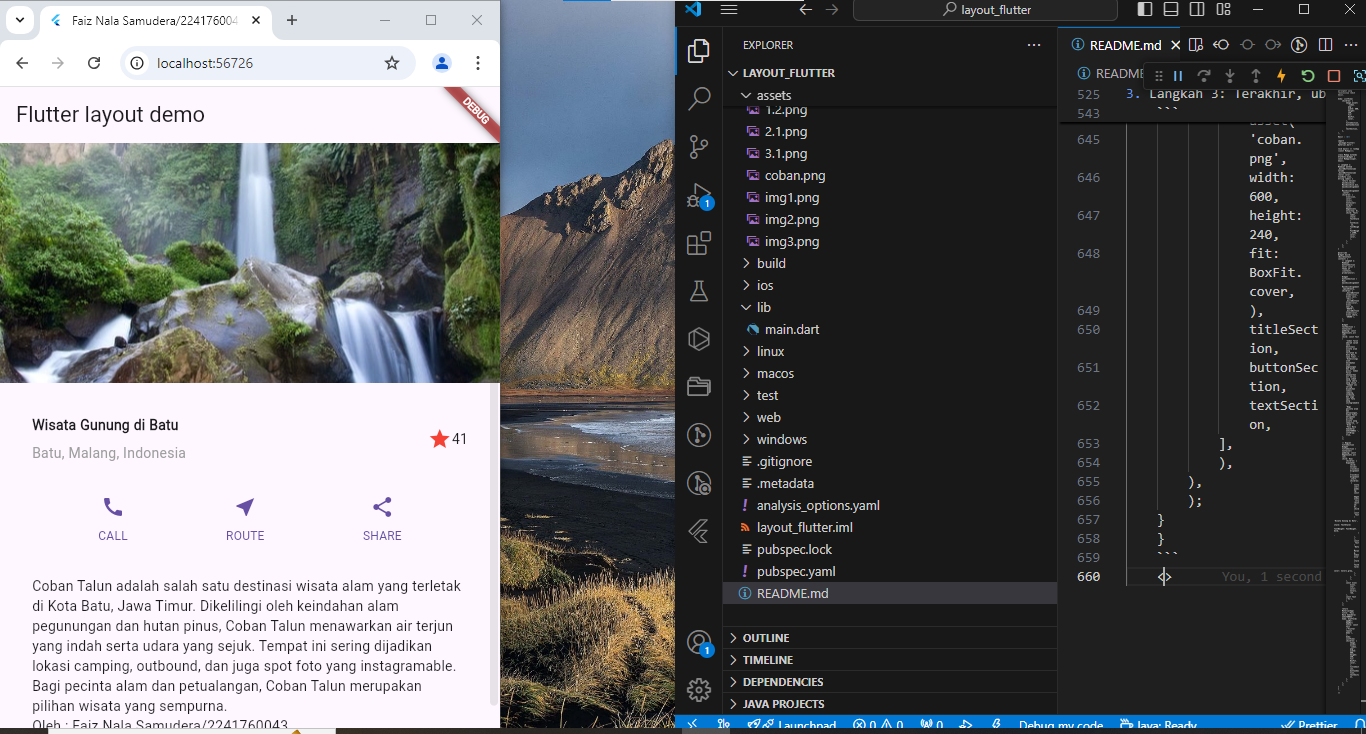 Faiz Nala Samudera/224176004
localhost:56726
Flutter layout demo
DEBUG
Wisata Gunung di Batu
Batu, Malang, Indonesia
41
CALL
ROUTE
SHARE
Coban Talun adalah salah satu destinasi wisata alam yang terletak
di Kota Batu, Jawa Timur. Dikelilingi oleh keindahan alam
pegunungan dan hutan pinus, Coban Talun menawarkan air terjun
yang indah serta udara yang sejuk. Tempat ini sering dijadikan
lokasi camping, outbound, dan juga spot foto yang instagramable.
Bagi pecinta alam dan petualangan, Coban Talun merupakan
pilihan wisata yang sempurna.
Oleh : Faiz Nala Samudera/2241760043
layout_flutter
EXPLORER
LAYOUT_FLUTTER
assets
1.2.png
2.1.png
3.1.png
coban.png
img1.png
img2.png
img3.png
build
ios
lib
main.dart
linux
macos
test
web
windows
.gitignore
.metadata
analysis_options.yaml
layout_flutter.iml
pubspec.lock
pubspec.yaml
README.md
OUTLINE
TIMELINE
DEPENDENCIES
JAVA PROJECTS
1
1
README.md
README
525 3. Langkah 3: Terakhir, ub
543 ```
asset(
645 'coban.
png',
646 width:
600,
647 height:
240,
648 fit:
BoxFit.
cover,
649 ),
650 titleSect
ion,
651 buttonSec
tion,
652 textSecti
on,
653 ],
654 ),
655 ),
656 );
657 }
658 }
659 ```
660 <> You, 1 second
Launchpad
0
0
0
Debug my code
Java: Ready
Prettier